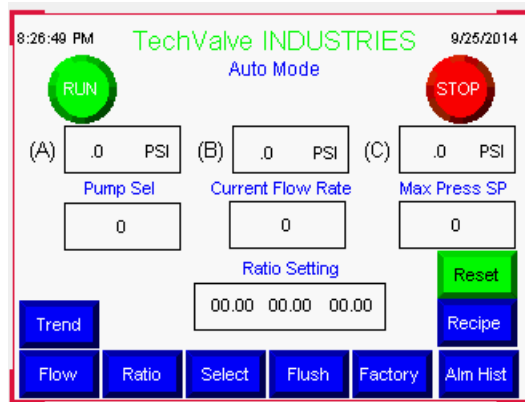 8:26:49 PM TechValve INDUSTRIES 9/25/2014
Auto Mode
RUN STOP
(A) .0 PSI (B) .0 PSI (C) .0 PSI
Pump Sel Current Flow Rate Max Press SP
0 0 0
Ratio Setting
Reset
00.00 00.00 00.00
Trend Recipe
Flow Ratio Select Flush Factory Alm Hist